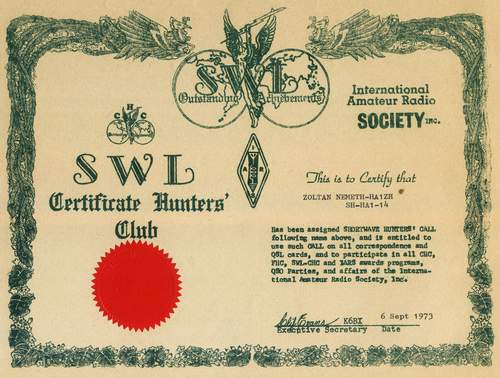 SWL
Outstanding Achievements
International
Amateur Radio
SOCIETY INC.
C H C
SWL
Certificate Hunters'
Club
I
A R
S
This is to Certify that
ZOLTAN NEMETH-HA1ZH
SH-HA1-14
Has been assigned SHORTWAVE HUNTERS' CALL
following name above, and is entitled to
use such CALL on all correspondence and
QSL cards, and to participate in all CHC,
FHC, SWL-CHC and IARS awards programs,
QSO Parties, and affairs of the Interna-
tional Amateur Radio Society, Inc.
K6BX 6 Sept 1973
Executive Secretary Date